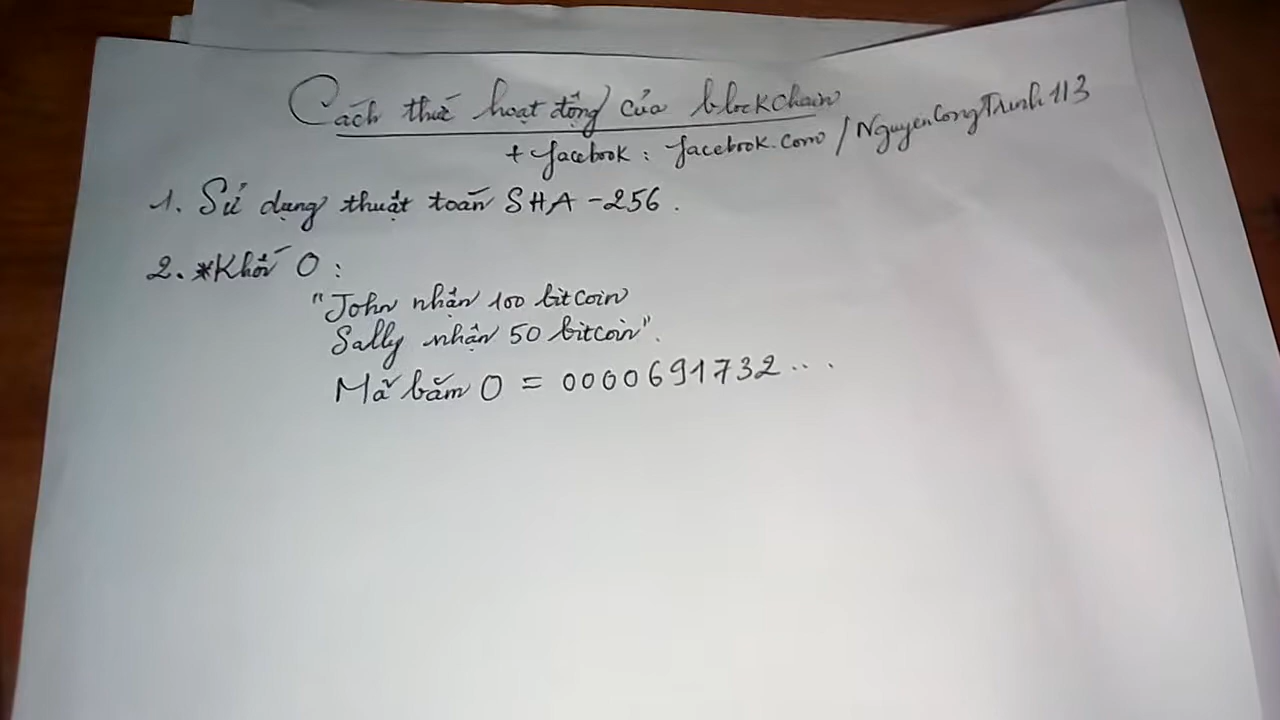 Cách thức hoạt động của blockchain
+ facebook : facebook.com/NguyenCongTrinh113
1. Sử dụng thuật toán SHA-256.
2. *Khối 0 :
"John nhận 100 bitcoin
Sally nhận 50 bitcoin".
Mã băm 0 = 0000691732...